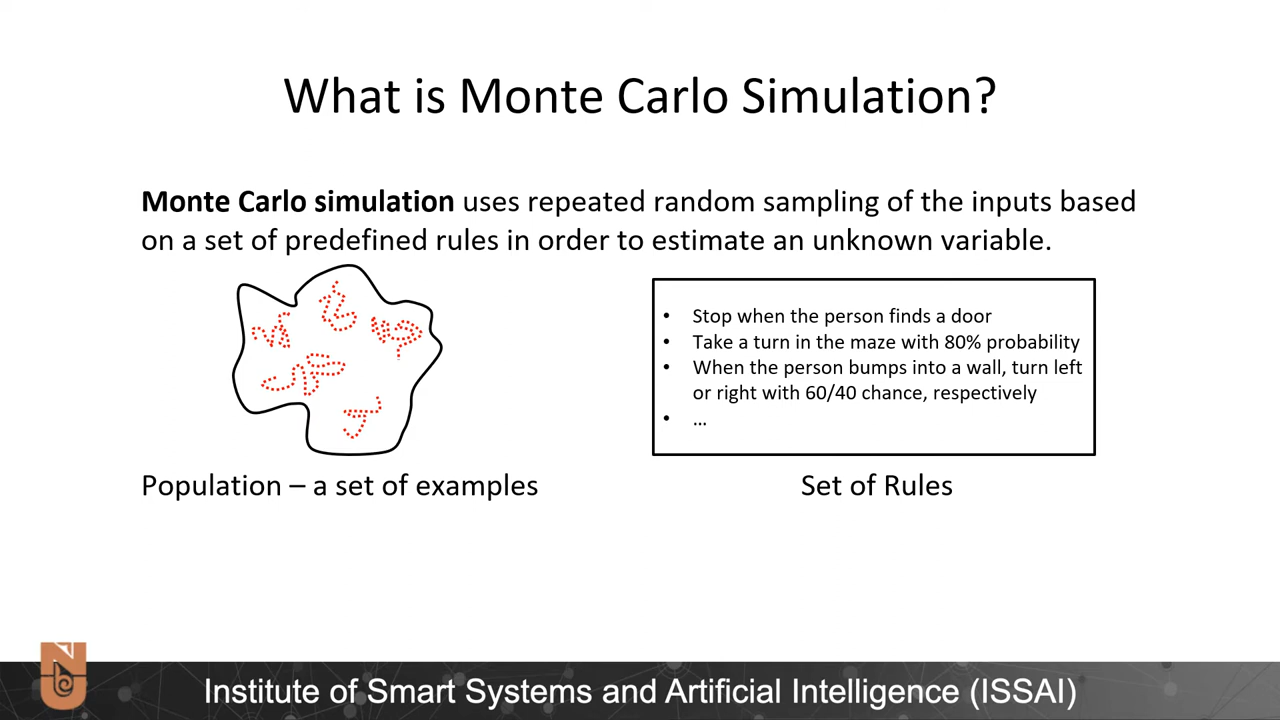 What is Monte Carlo Simulation?
Monte Carlo simulation uses repeated random sampling of the inputs based
on a set of predefined rules in order to estimate an unknown variable.
• Stop when the person finds a door
• Take a turn in the maze with 80% probability
• When the person bumps into a wall, turn left
or right with 60/40 chance, respectively
• ...
Population – a set of examples
Set of Rules
Institute of Smart Systems and Artificial Intelligence (ISSAI)